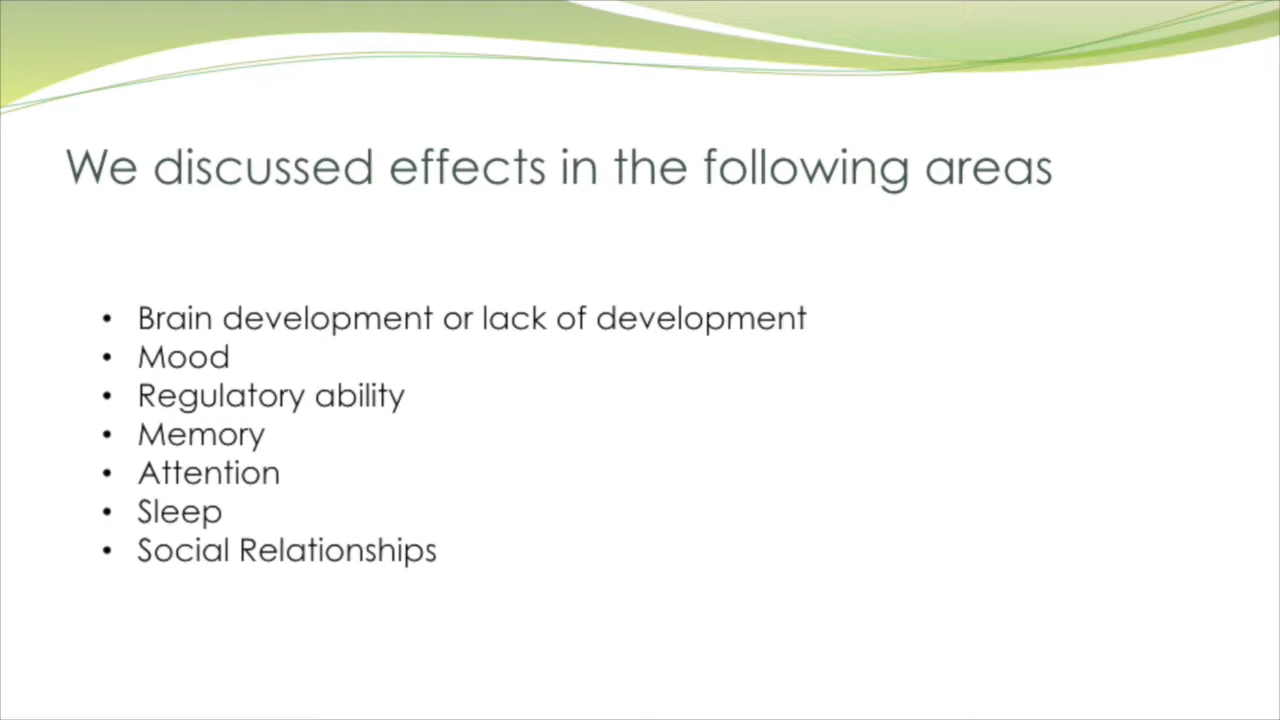 We discussed effects in the following areas
• Brain development or lack of development
• Mood
• Regulatory ability
• Memory
• Attention
• Sleep
• Social Relationships